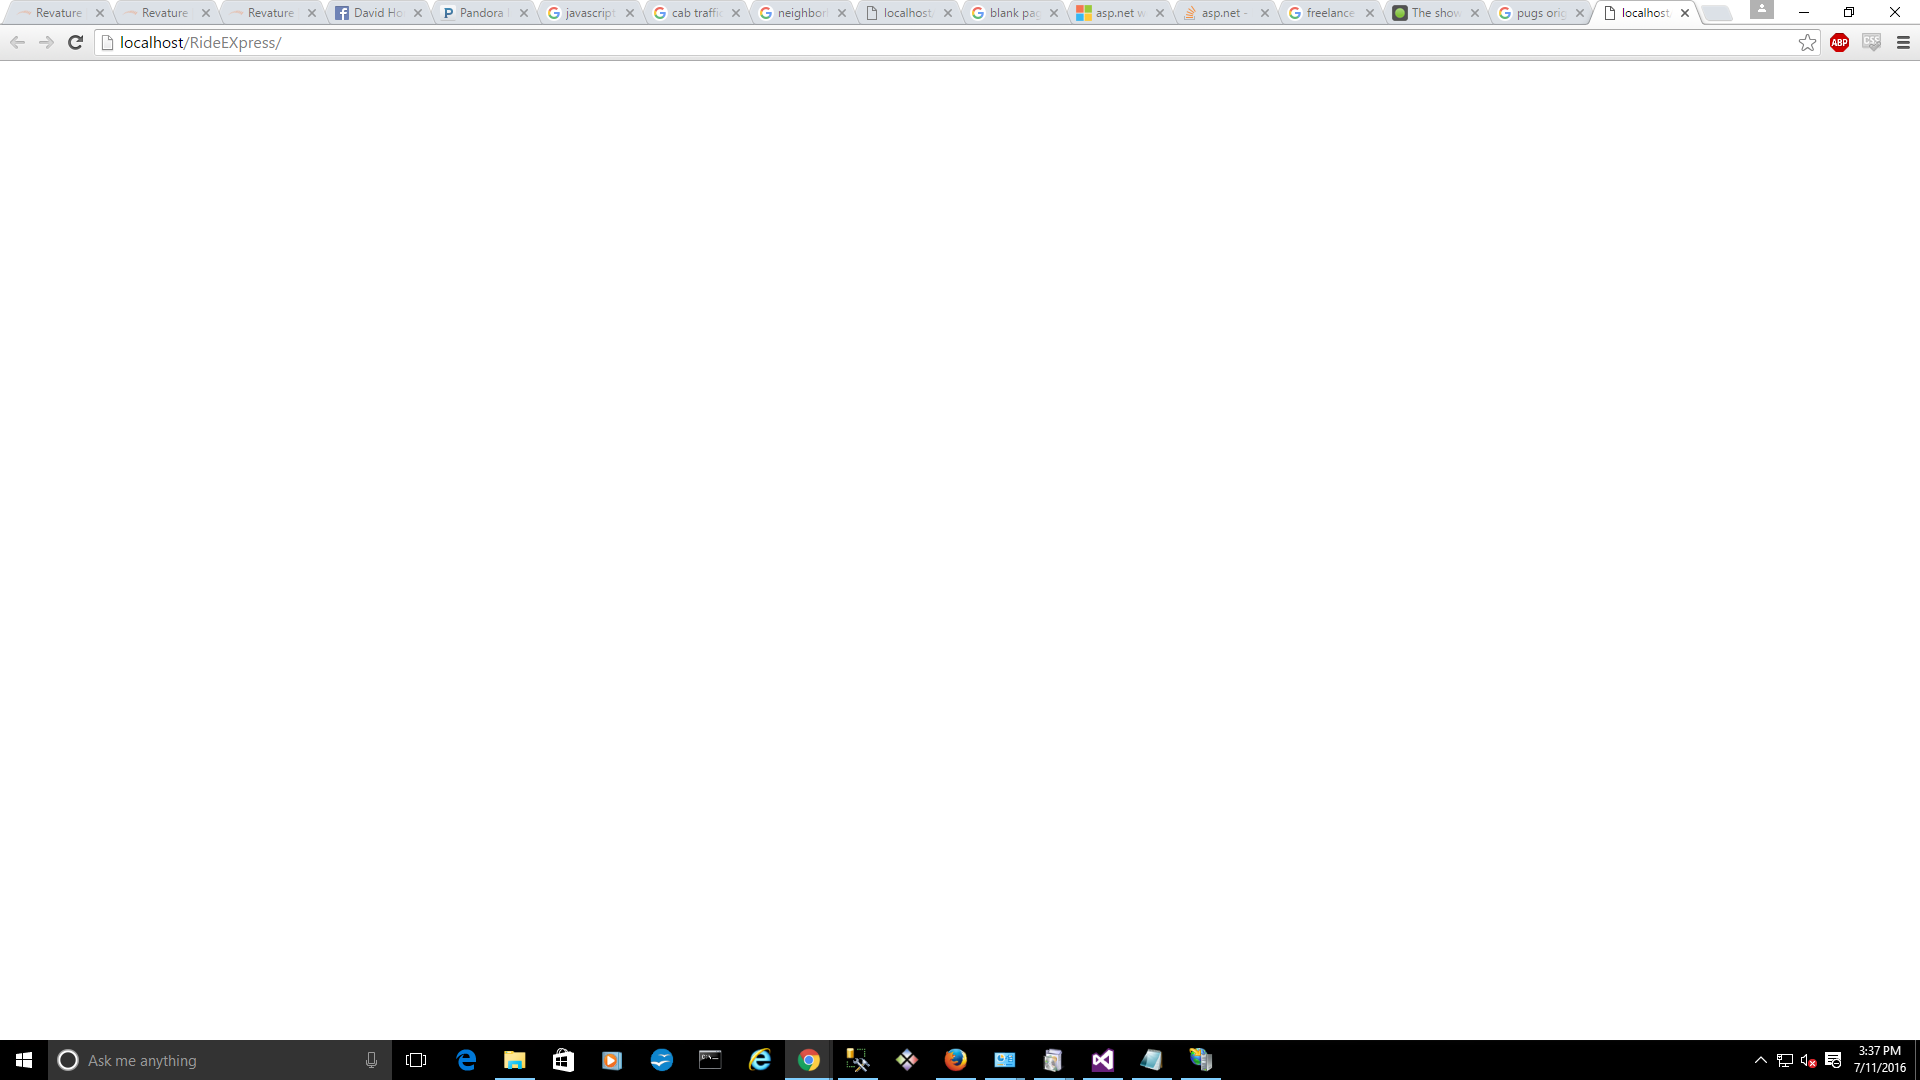 Revature
Revature
Revature
David Ho
Pandora
javascript
cab traffic
neighbor
localhost
blank pag
asp.net w
asp.net -
freelance
The show
pugs orig
localhost
localhost/RideEXpress/
ABP
CSS
Ask me anything
3:37 PM
7/11/2016